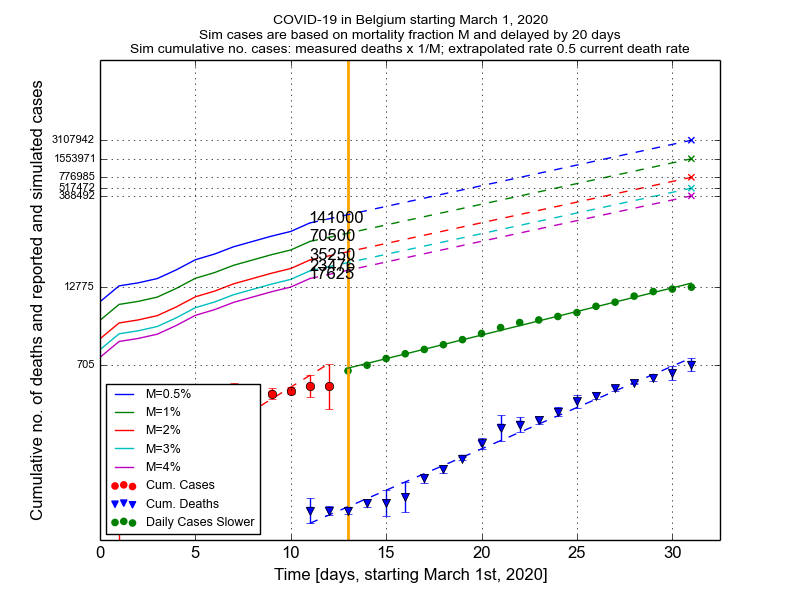 COVID-19 in Belgium starting March 1, 2020
Sim cases are based on mortality fraction M and delayed by 20 days
Sim cumulative no. cases: measured deaths x 1/M; extrapolated rate 0.5 current death rate
Cumulative no. of deaths and reported and simulated cases
3107942
1553971
776985
517472
388492
12775
705
141000
70500
35250
23476
17625
M=0.5%
M=1%
M=2%
M=3%
M=4%
Cum. Cases
Cum. Deaths
Daily Cases Slower
0 5 10 15 20 25 30
Time [days, starting March 1st, 2020]